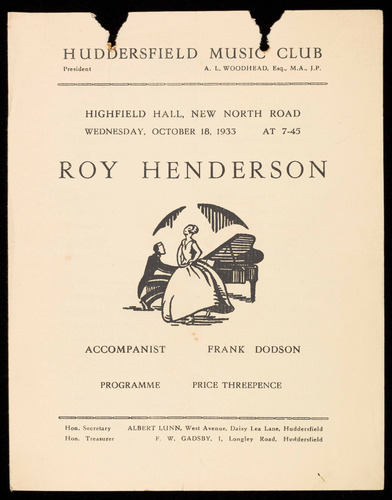 HUDDERSFIELD MUSIC CLUB
President A. L. WOODHEAD, Esq., M.A., J.P.
HIGHFIELD HALL, NEW NORTH ROAD
WEDNESDAY, OCTOBER 18, 1933 AT 7-45
ROY HENDERSON
ACCOMPANIST FRANK DODSON
PROGRAMME PRICE THREEPENCE
Hon. Secretary ALBERT LUNN, West Avenue, Daisy Lea Lane, Huddersfield
Hon. Treasurer F. W. GADSBY, 1, Longley Road, Huddersfield